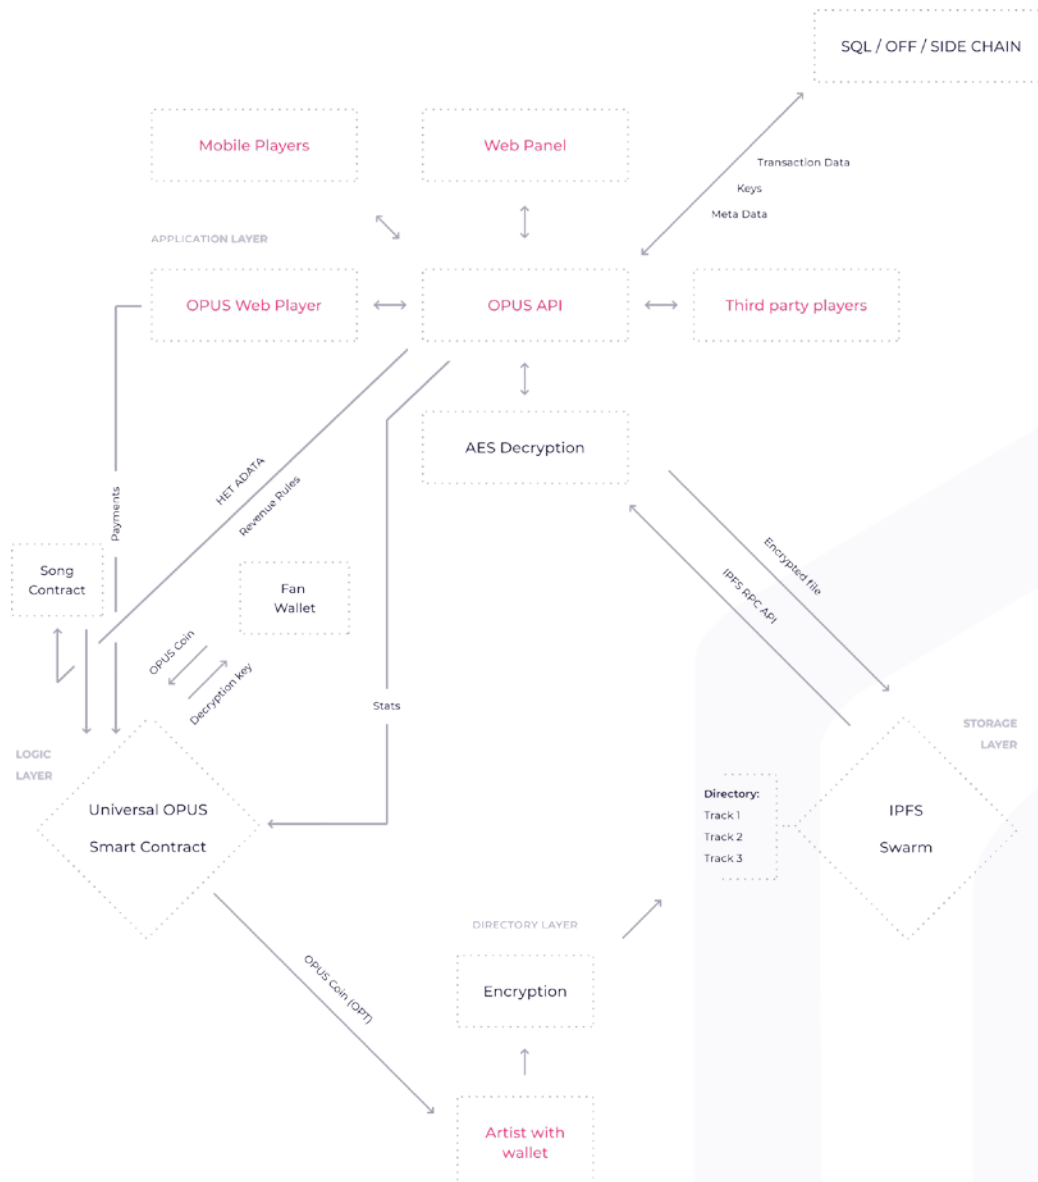 SQL / OFF / SIDE CHAIN
Mobile Players
Web Panel
Transaction Data
Keys
Meta Data
APPLICATION LAYER
OPUS Web Player
OPUS API
Third party players
AES Decryption
HET ADATA
Revenue Rules
Payments
Encrypted file
IPFS RPC API
Song
Contract
Fan
Wallet
OPUS Coin
Decryption key
Stats
STORAGE
LAYER
LOGIC
LAYER
Universal OPUS
Smart Contract
Directory:
Track 1
Track 2
Track 3
IPFS
Swarm
DIRECTORY LAYER
OPUS Coin (OPT)
Encryption
Artist with
wallet